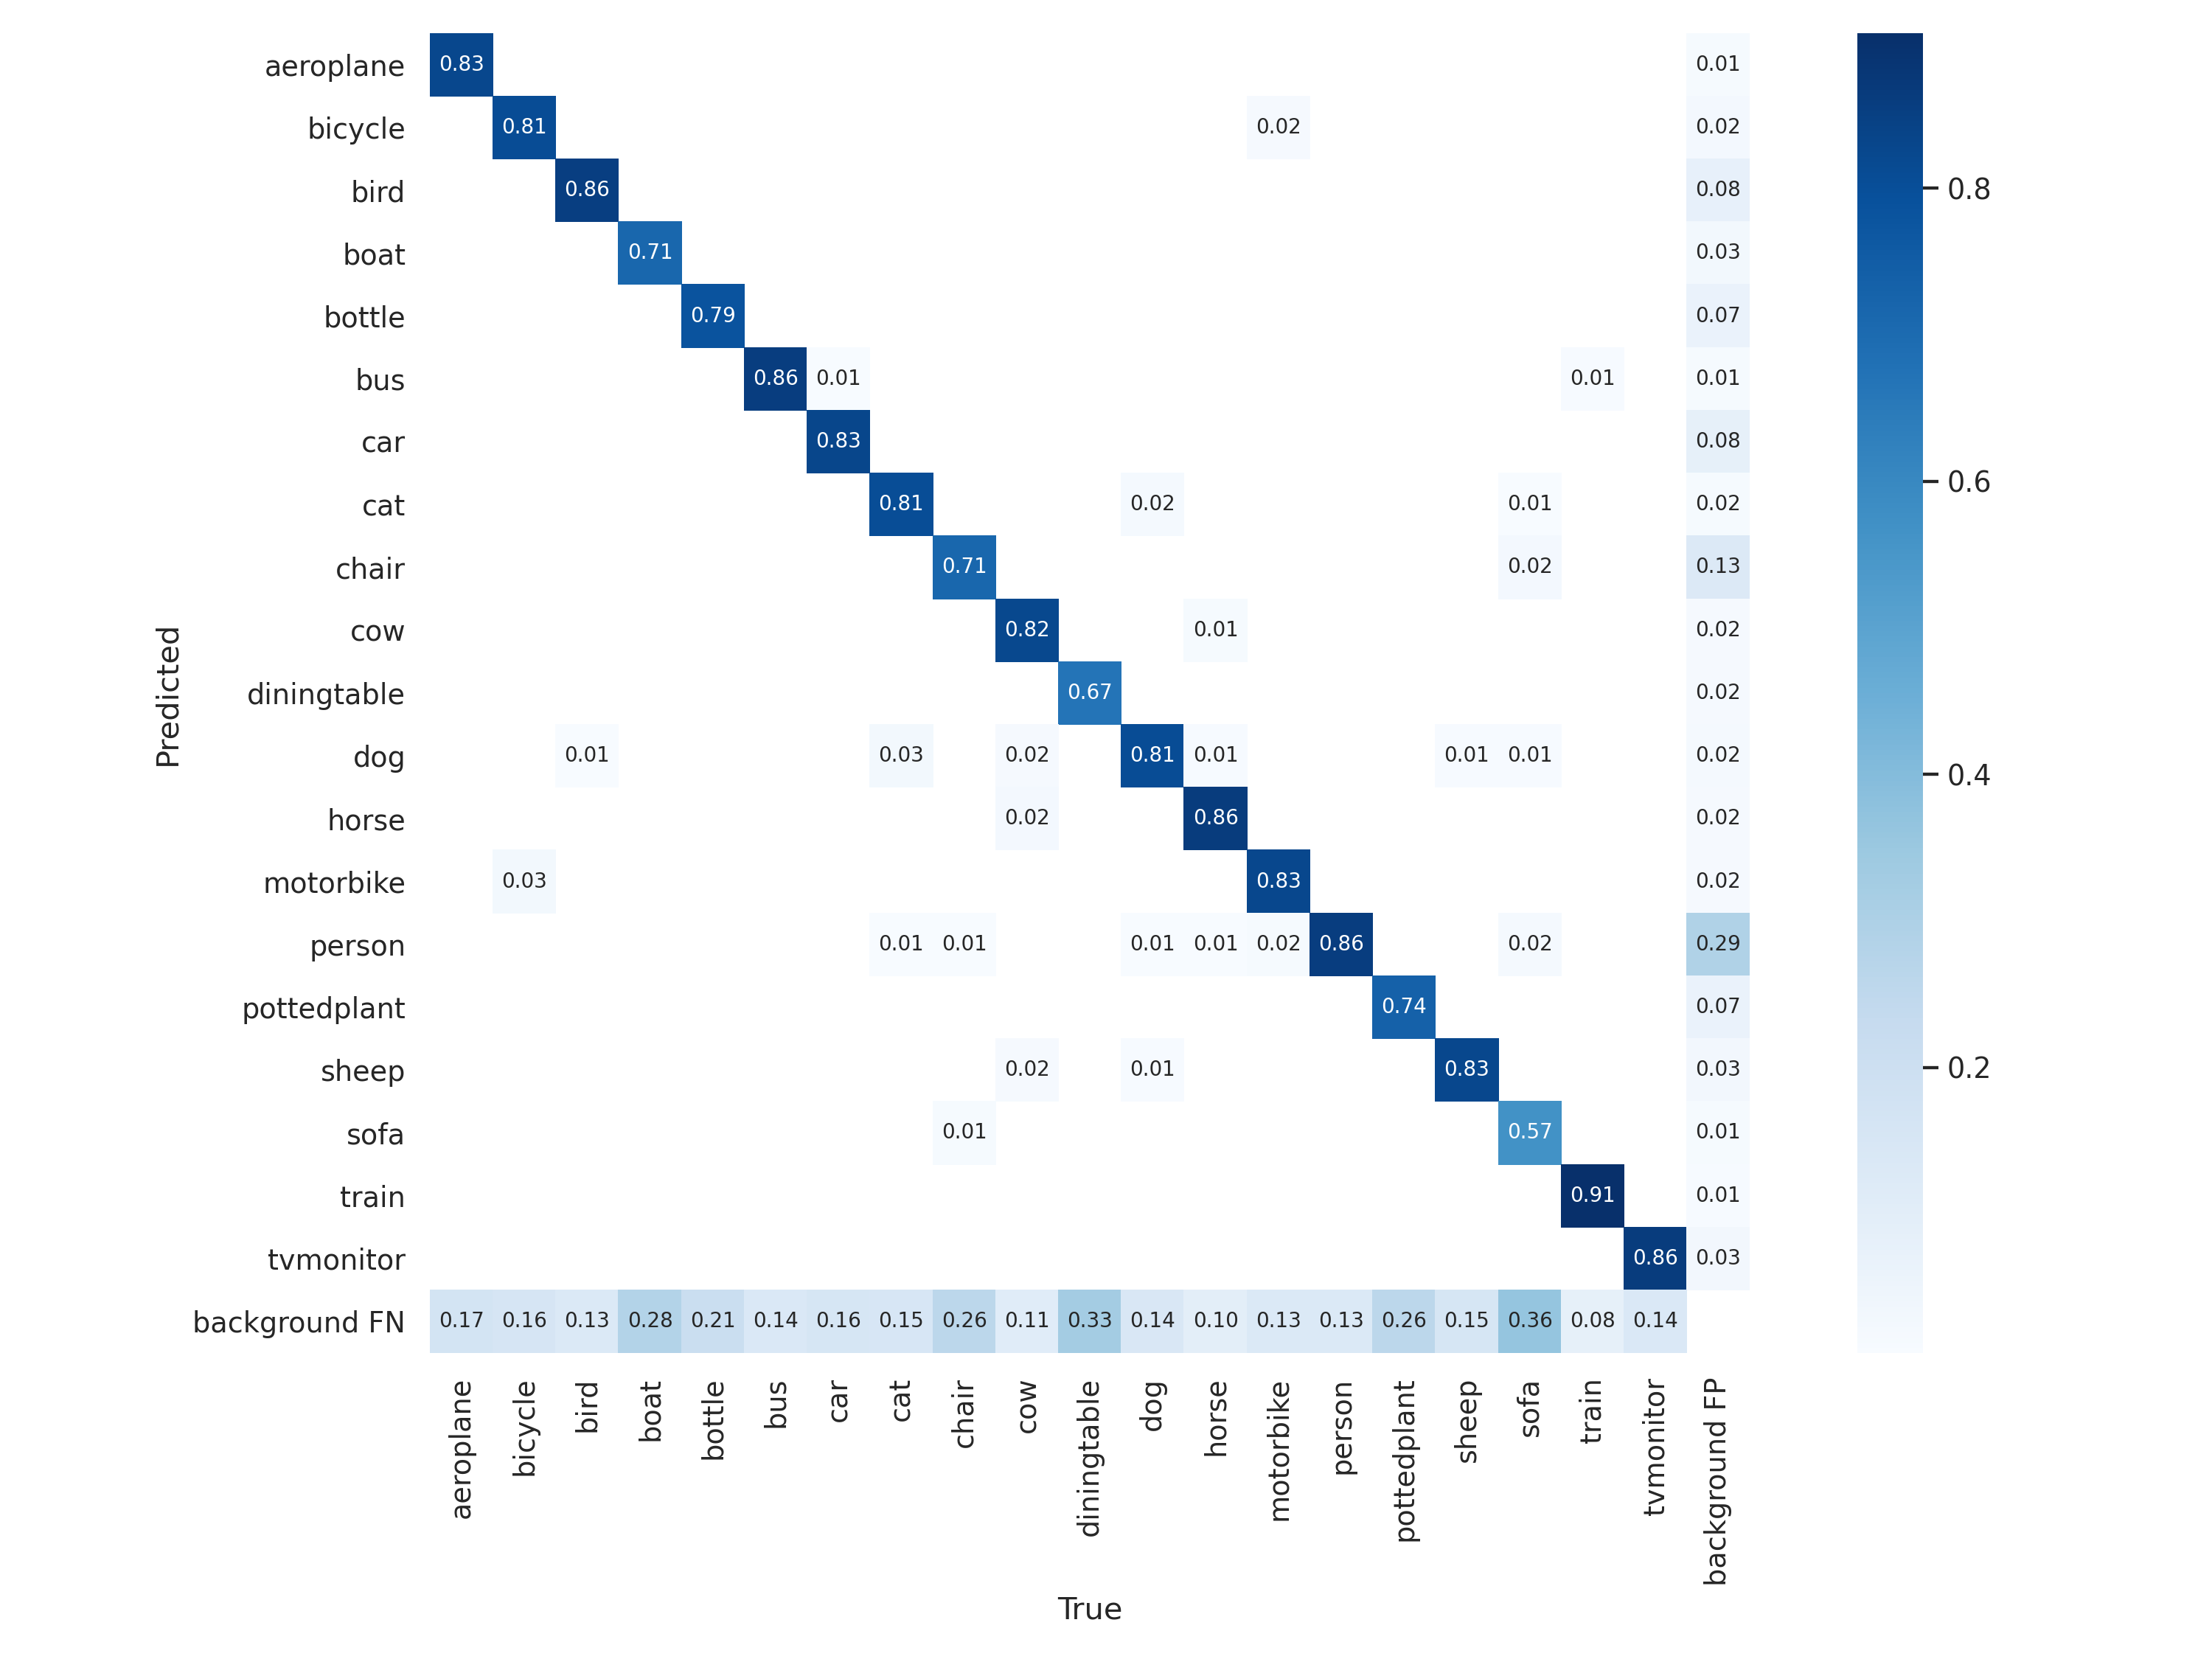 aeroplane 0.83 0.01
bicycle 0.81 0.02 0.02
bird 0.86 0.08 0.8
boat 0.71 0.03
bottle 0.79 0.07
bus 0.86 0.01 0.01 0.01
car 0.83 0.08
cat 0.81 0.02 0.01 0.02 0.6
chair 0.71 0.02 0.13
cow 0.82 0.01 0.02
Predicted
diningtable 0.67 0.02
dog 0.01 0.03 0.02 0.81 0.01 0.01 0.01 0.02 0.4
horse 0.02 0.86 0.02
motorbike 0.03 0.83 0.02
person 0.01 0.01 0.01 0.01 0.02 0.86 0.02 0.29
pottedplant 0.74 0.07
sheep 0.02 0.01 0.83 0.03 0.2
sofa 0.01 0.57 0.01
train 0.91 0.01
tvmonitor 0.86 0.03
background FN 0.17 0.16 0.13 0.28 0.21 0.14 0.16 0.15 0.26 0.11 0.33 0.14 0.10 0.13 0.13 0.26 0.15 0.36 0.08 0.14
aeroplane
bicycle
bird
boat
bottle
bus
car
cat
chair
cow
diningtable
dog
horse
motorbike
person
pottedplant
sheep
sofa
train
tvmonitor
background FP
True